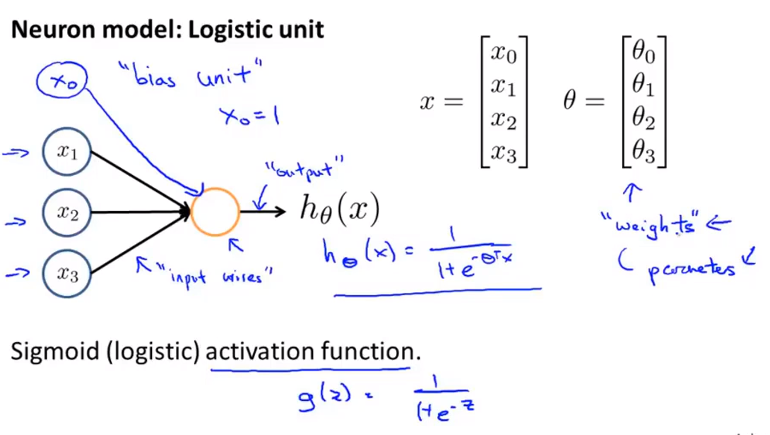 Neuron model: Logistic unit
x₀ "bias unit"
x₀ = 1
x₁
x₂
x₃
"output"
hθ(x)
hθ(x) = 1 / (1 + e^(-θᵀx))
"input wires"
x = [x₀ x₁ x₂ x₃]
θ = [θ₀ θ₁ θ₂ θ₃]
"weights" ←
( parameters
Sigmoid (logistic) activation function.
g(z) = 1 / (1 + e^(-z))